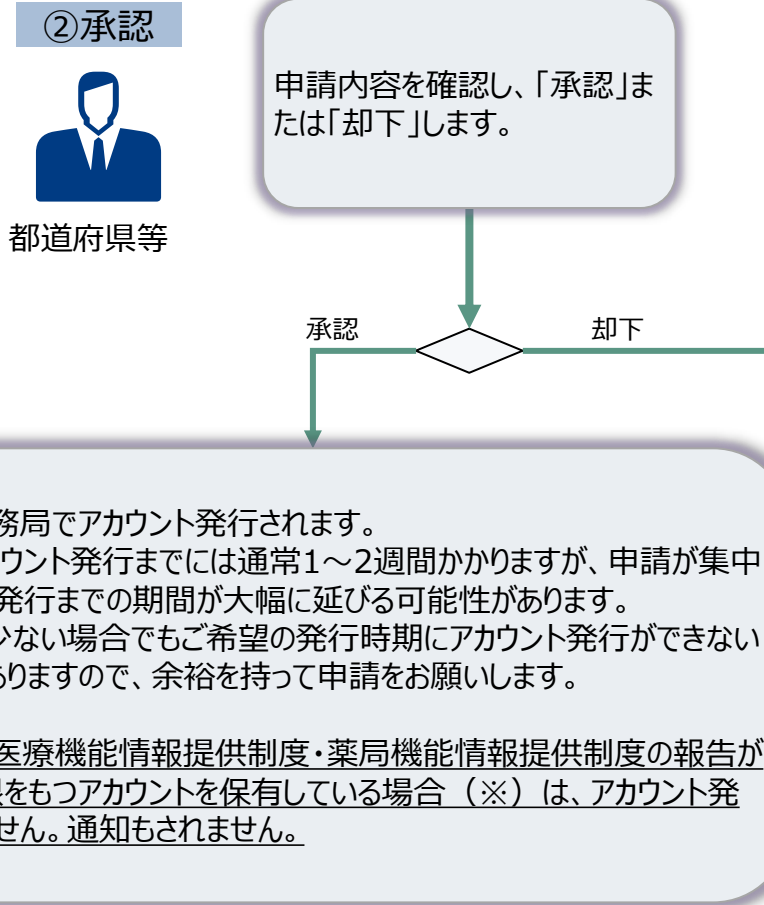 ②承認
申請内容を確認し、「承認」ま
たは「却下」します。
都道府県等
承認
却下
務局でアカウント発行されます。
ウント発行までには通常1～2週間かかりますが、申請が集中
発行までの期間が大幅に延びる可能性があります。
少ない場合でもご希望の発行時期にアカウント発行ができない
ありますので、余裕を持って申請をお願いします。
医療機能情報提供制度・薬局機能情報提供制度の報告が
をもつアカウントを保有している場合（※）は、アカウント発
せん。通知もされません。